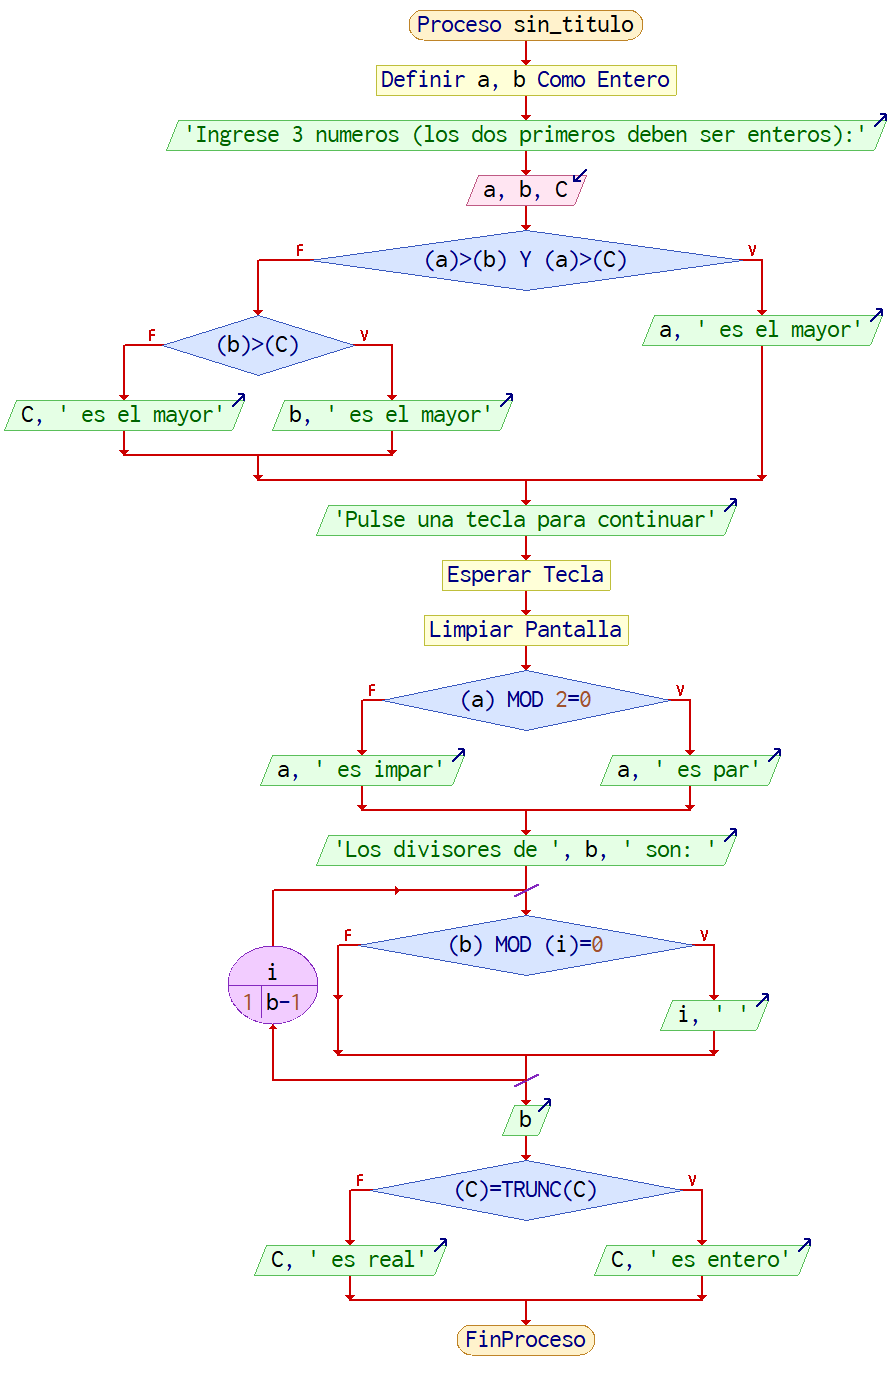 Proceso sin_titulo
Definir a, b Como Entero
'Ingrese 3 numeros (los dos primeros deben ser enteros):'
a, b, C
(a)>(b) Y (a)>(C)
F
V
a, ' es el mayor'
(b)>(C)
F
V
C, ' es el mayor'
b, ' es el mayor'
'Pulse una tecla para continuar'
Esperar Tecla
Limpiar Pantalla
(a) MOD 2=0
F
V
a, ' es impar'
a, ' es par'
'Los divisores de ', b, ' son: '
(b) MOD (i)=0
F
V
i
1 b-1
i, ' '
b
(C)=TRUNC(C)
F
V
C, ' es real'
C, ' es entero'
FinProceso